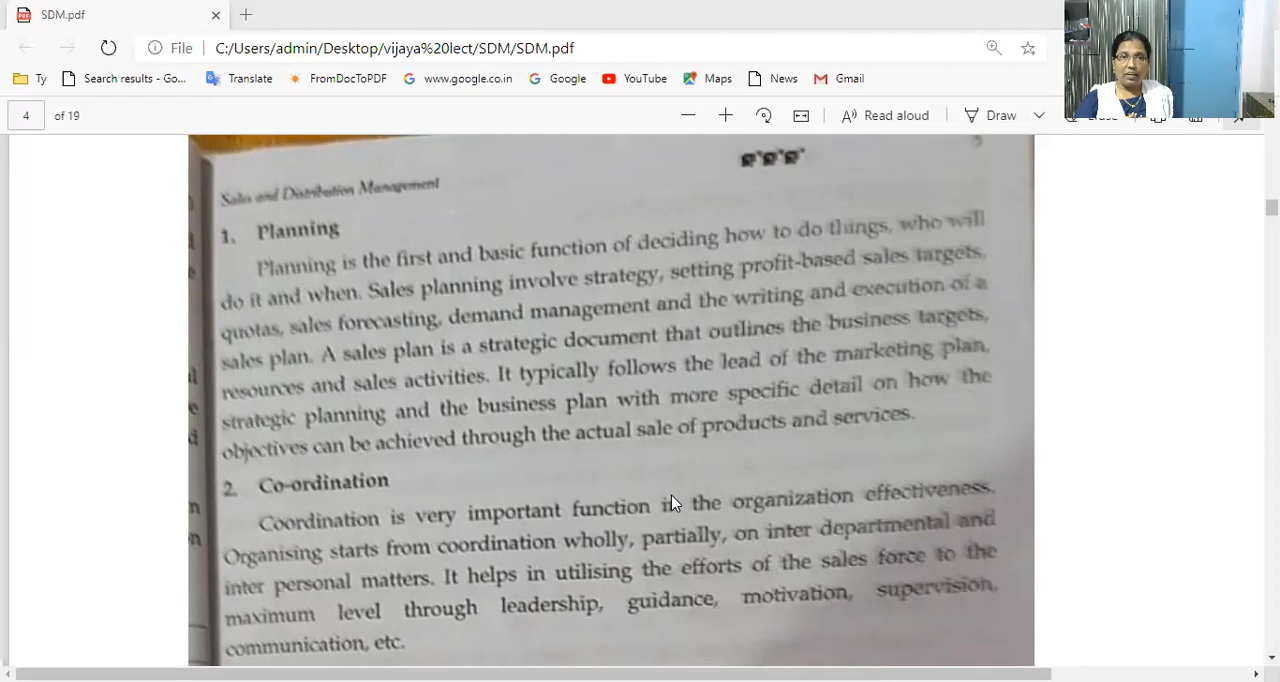 SDM.pdf
File C:/Users/admin/Desktop/vijaya%20lect/SDM/SDM.pdf
Ty Search results - Go... Translate FromDocToPDF www.google.co.in Google YouTube Maps News Gmail
4 of 19 Read aloud Draw
Sales and Distribution Management
1. Planning
Planning is the first and basic function of deciding how to do things, who will
do it and when. Sales planning involve strategy, setting profit-based sales targets,
quotas, sales forecasting, demand management and the writing and execution of a
sales plan. A sales plan is a strategic document that outlines the business targets,
resources and sales activities. It typically follows the lead of the marketing plan,
strategic planning and the business plan with more specific detail on how the
objectives can be achieved through the actual sale of products and services.
2. Co-ordination
Coordination is very important function in the organization effectiveness.
Organising starts from coordination wholly, partially, on inter departmental and
inter personal matters. It helps in utilising the efforts of the sales force to the
maximum level through leadership, guidance, motivation, supervision,
communication, etc.